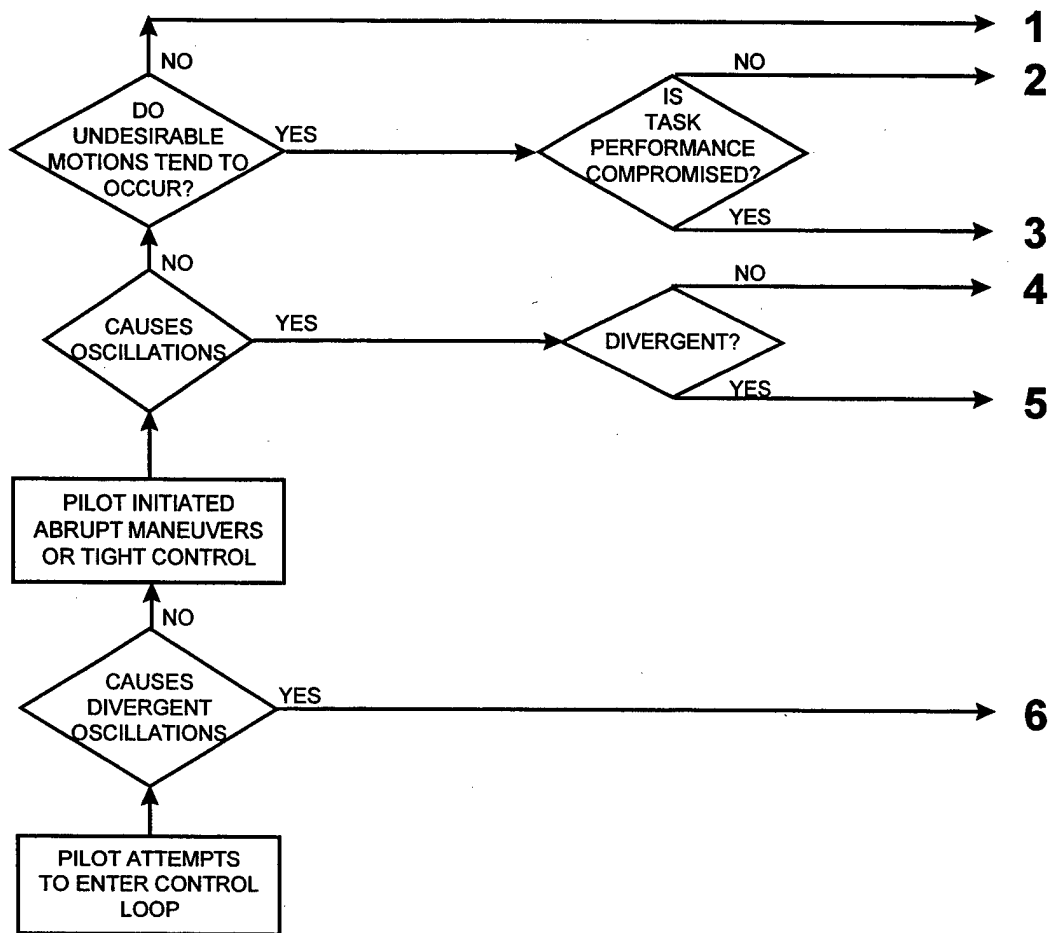 1
NO
NO
2
DO
UNDESIRABLE
MOTIONS TEND TO
OCCUR?
YES
IS
TASK
PERFORMANCE
COMPROMISED?
YES
3
NO
NO
4
CAUSES
OSCILLATIONS
YES
DIVERGENT?
YES
5
PILOT INITIATED
ABRUPT MANEUVERS
OR TIGHT CONTROL
NO
CAUSES
DIVERGENT
OSCILLATIONS
YES
6
PILOT ATTEMPTS
TO ENTER CONTROL
LOOP